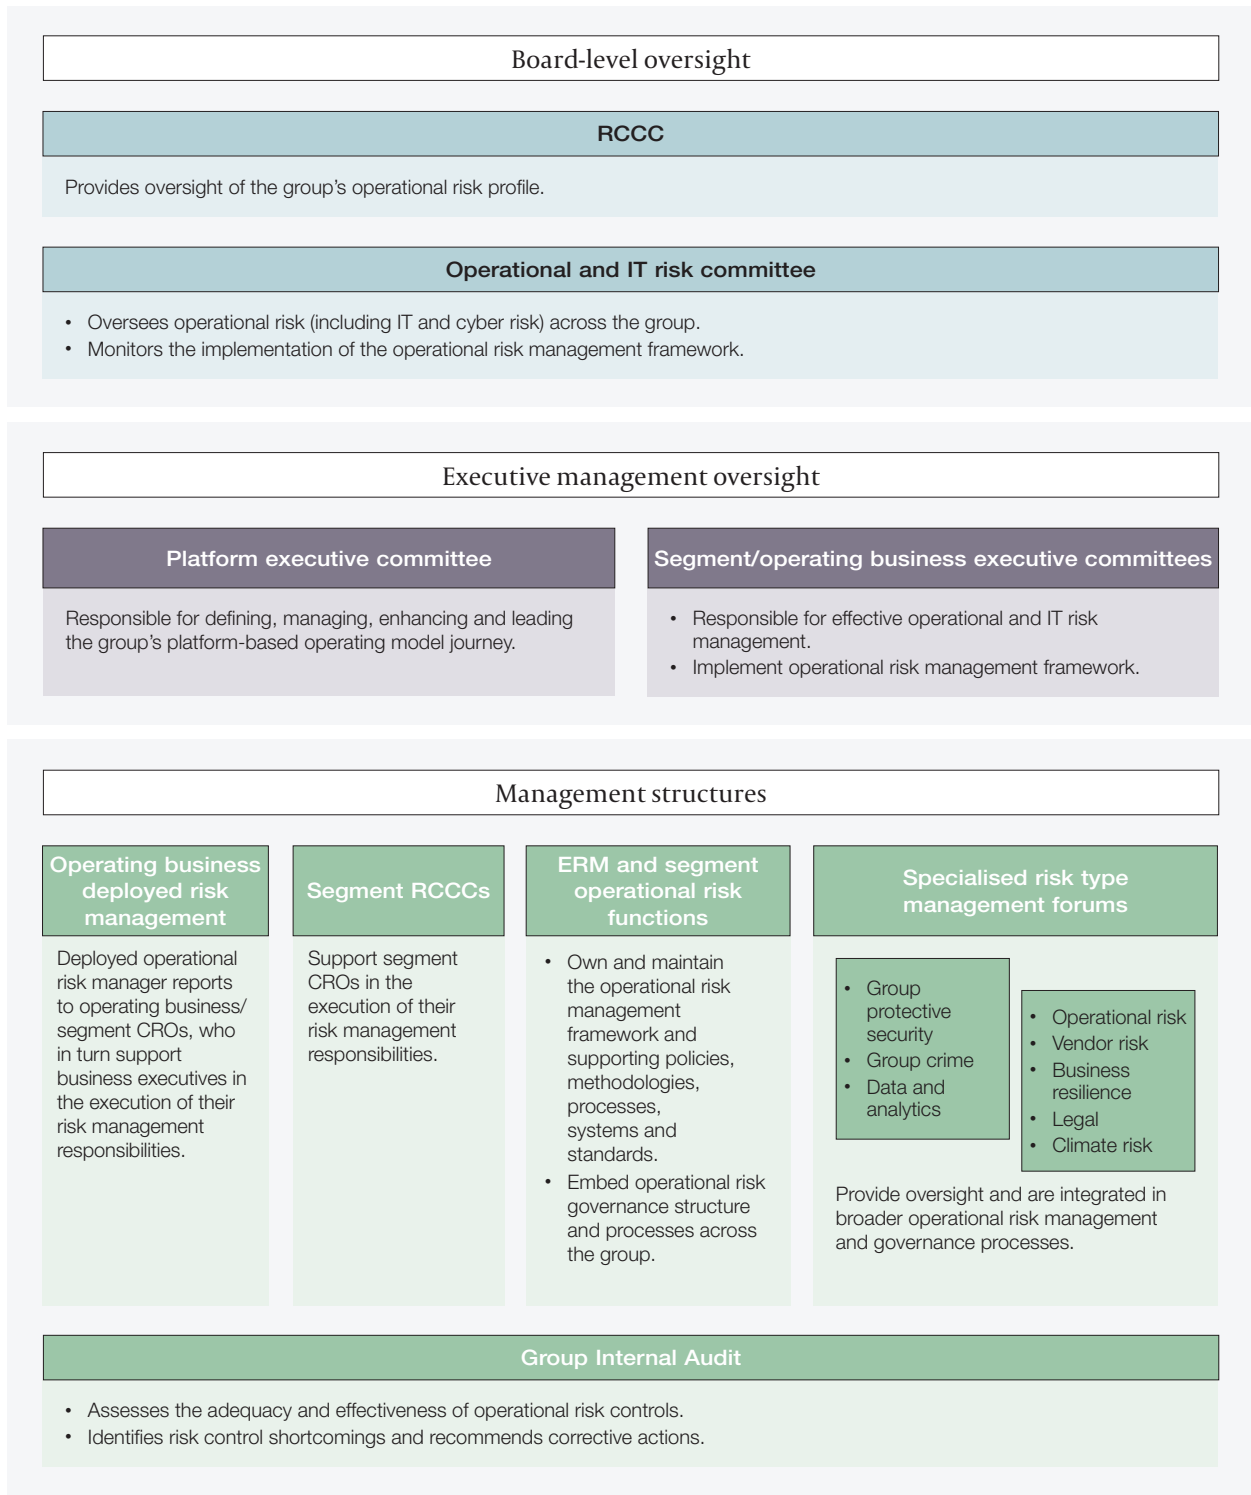 Board-level oversight
RCCC
Provides oversight of the group’s operational risk profile.
Operational and IT risk committee
• Oversees operational risk (including IT and cyber risk) across the group.
• Monitors the implementation of the operational risk management framework.
Executive management oversight
Platform executive committee
Responsible for defining, managing, enhancing and leading
the group’s platform-based operating model journey.
Segment/operating business executive committees
• Responsible for effective operational and IT risk
management.
• Implement operational risk management framework.
Management structures
Operating business
deployed risk
management
Deployed operational
risk manager reports
to operating business/
segment CROs, who
in turn support
business executives in
the execution of their
risk management
responsibilities.
Segment RCCCs
Support segment
CROs in the
execution of their
risk management
responsibilities.
ERM and segment
operational risk
functions
• Own and maintain
the operational risk
management
framework and
supporting policies,
methodologies,
processes,
systems and
standards.
• Embed operational risk
governance structure
and processes across
the group.
Specialised risk type
management forums
• Group
protective
security
• Group crime
• Data and
analytics
• Operational risk
• Vendor risk
• Business
resilience
• Legal
• Climate risk
Provide oversight and are integrated in
broader operational risk management
and governance processes.
Group Internal Audit
• Assesses the adequacy and effectiveness of operational risk controls.
• Identifies risk control shortcomings and recommends corrective actions.